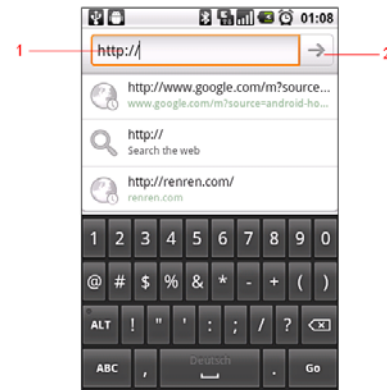 01:08
1
http://
2
http://www.google.com/m?source...
www.google.com/m?source=android-ho...
http://
Search the web
http://renren.com/
renren.com
1 2 3 4 5 6 7 8 9 0
@ # $ % & * - + ( )
ALT ! " ' : ; / ?
ABC , Deutsch . Go